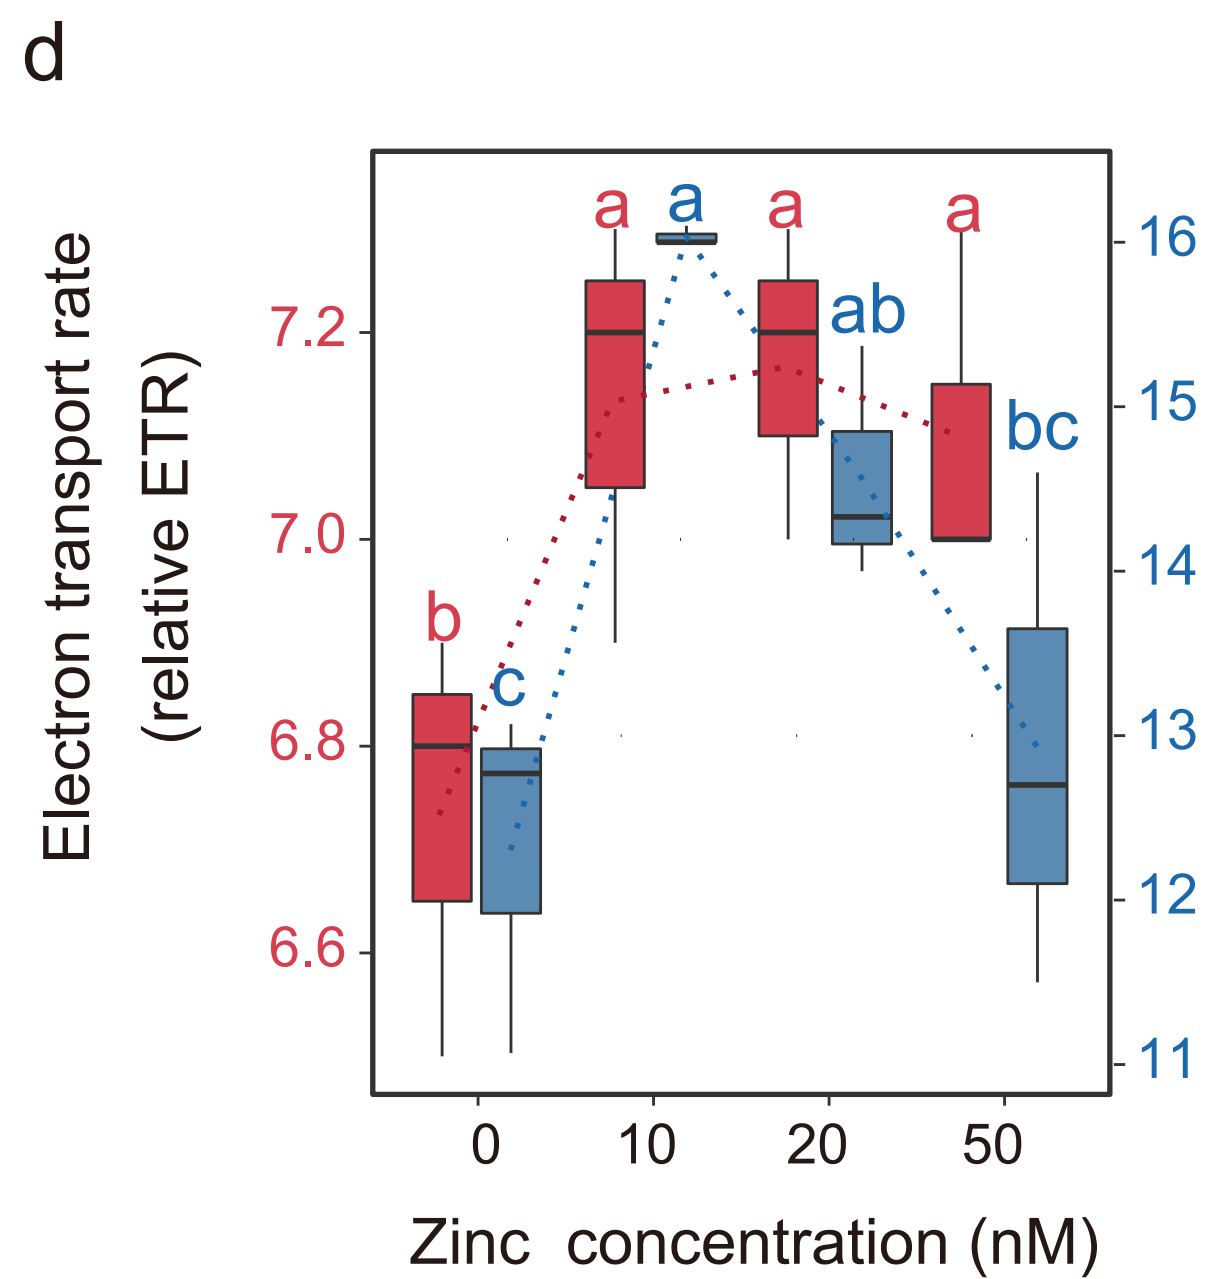 d
Electron transport rate
(relative ETR)
7.2
7.0
6.8
6.6
b
c
a
a
a
ab
a
bc
16
15
14
13
12
11
0
10
20
50
Zinc concentration (nM)